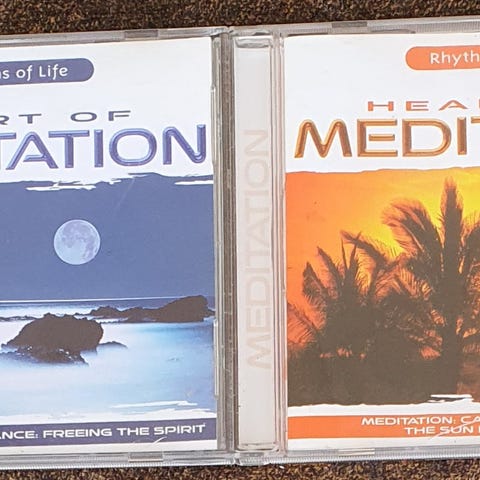 ns of Life
RT OF
TATION
ANCE: FREEING THE SPIRIT
MEDITATION
Rhyth
HEA
MEDIT
MEDITATION: CA
THE SUN